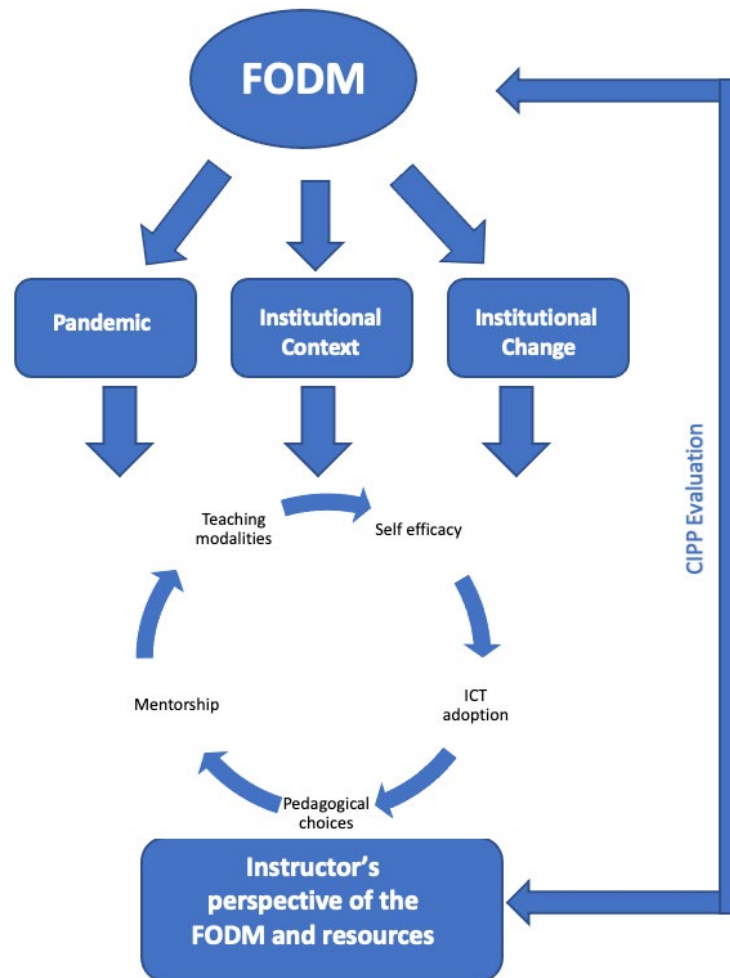 FODM
Pandemic
Institutional
Context
Institutional
Change
Teaching
modalities
Self efficacy
ICT
adoption
Pedagogical
choices
Mentorship
Instructor’s
perspective of the
FODM and resources
CIPP Evaluation